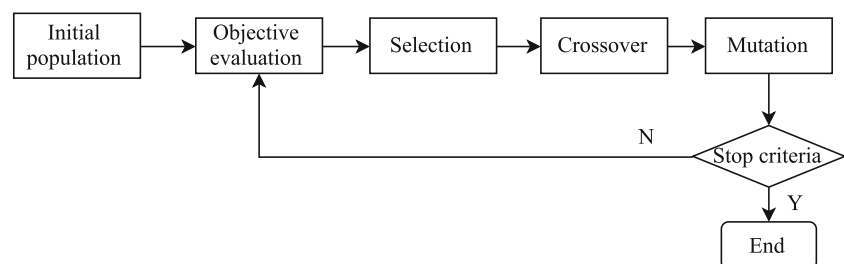 Initial
population
Objective
evaluation
Selection
Crossover
Mutation
N
Stop criteria
Y
End